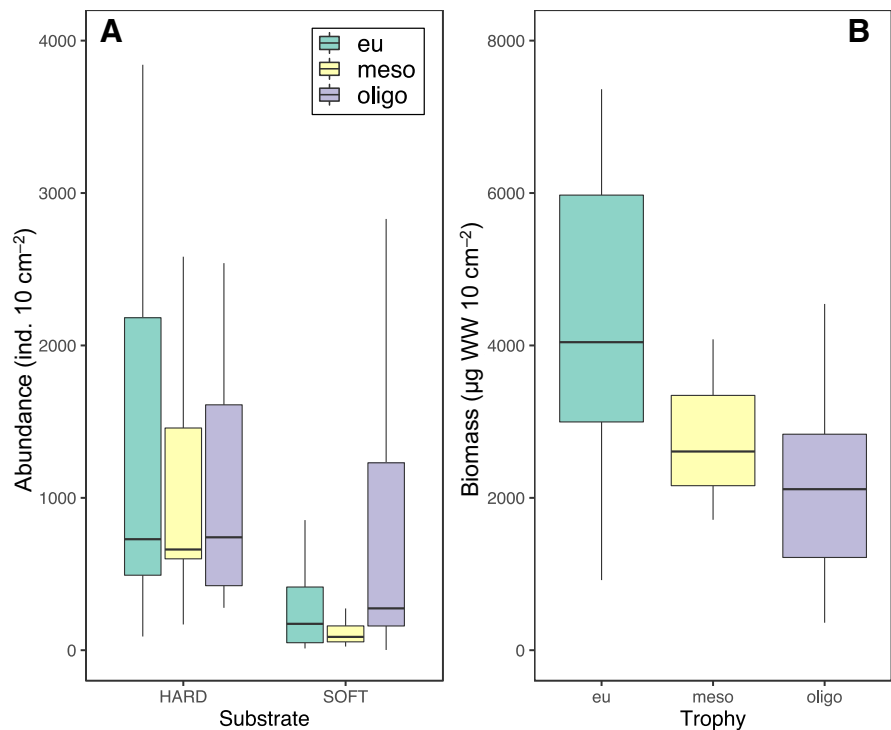 A
eu
meso
oligo
4000
3000
2000
1000
0
Abundance (ind. 10 cm⁻²)
HARD SOFT
Substrate
B
8000
6000
4000
2000
0
Biomass (µg WW 10 cm⁻²)
eu meso oligo
Trophy